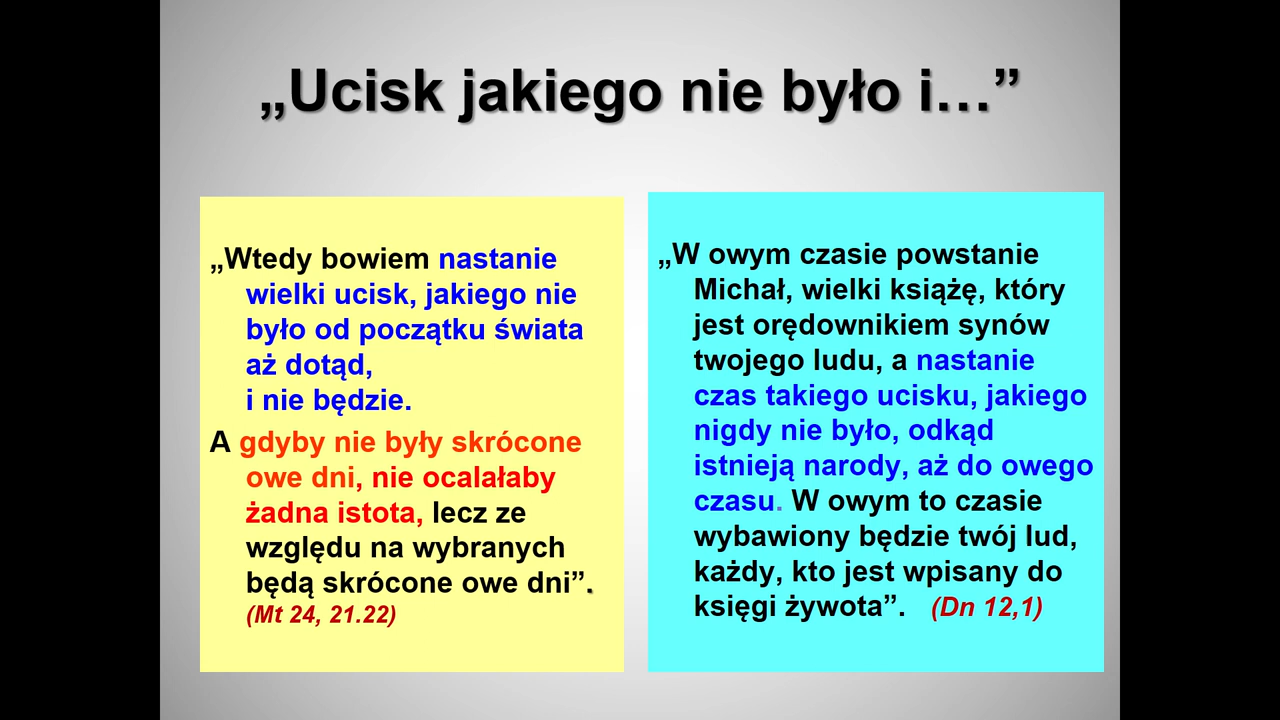 „Ucisk jakiego nie było i…”
„Wtedy bowiem nastanie
wielki ucisk, jakiego nie
było od początku świata
aż dotąd,
i nie będzie.
A gdyby nie były skrócone
owe dni, nie ocalałaby
żadna istota, lecz ze
względu na wybranych
będą skrócone owe dni”.
(Mt 24, 21.22)
„W owym czasie powstanie
Michał, wielki książę, który
jest orędownikiem synów
twojego ludu, a nastanie
czas takiego ucisku, jakiego
nigdy nie było, odkąd
istnieją narody, aż do owego
czasu. W owym to czasie
wybawiony będzie twój lud,
każdy, kto jest wpisany do
księgi żywota”. (Dn 12,1)